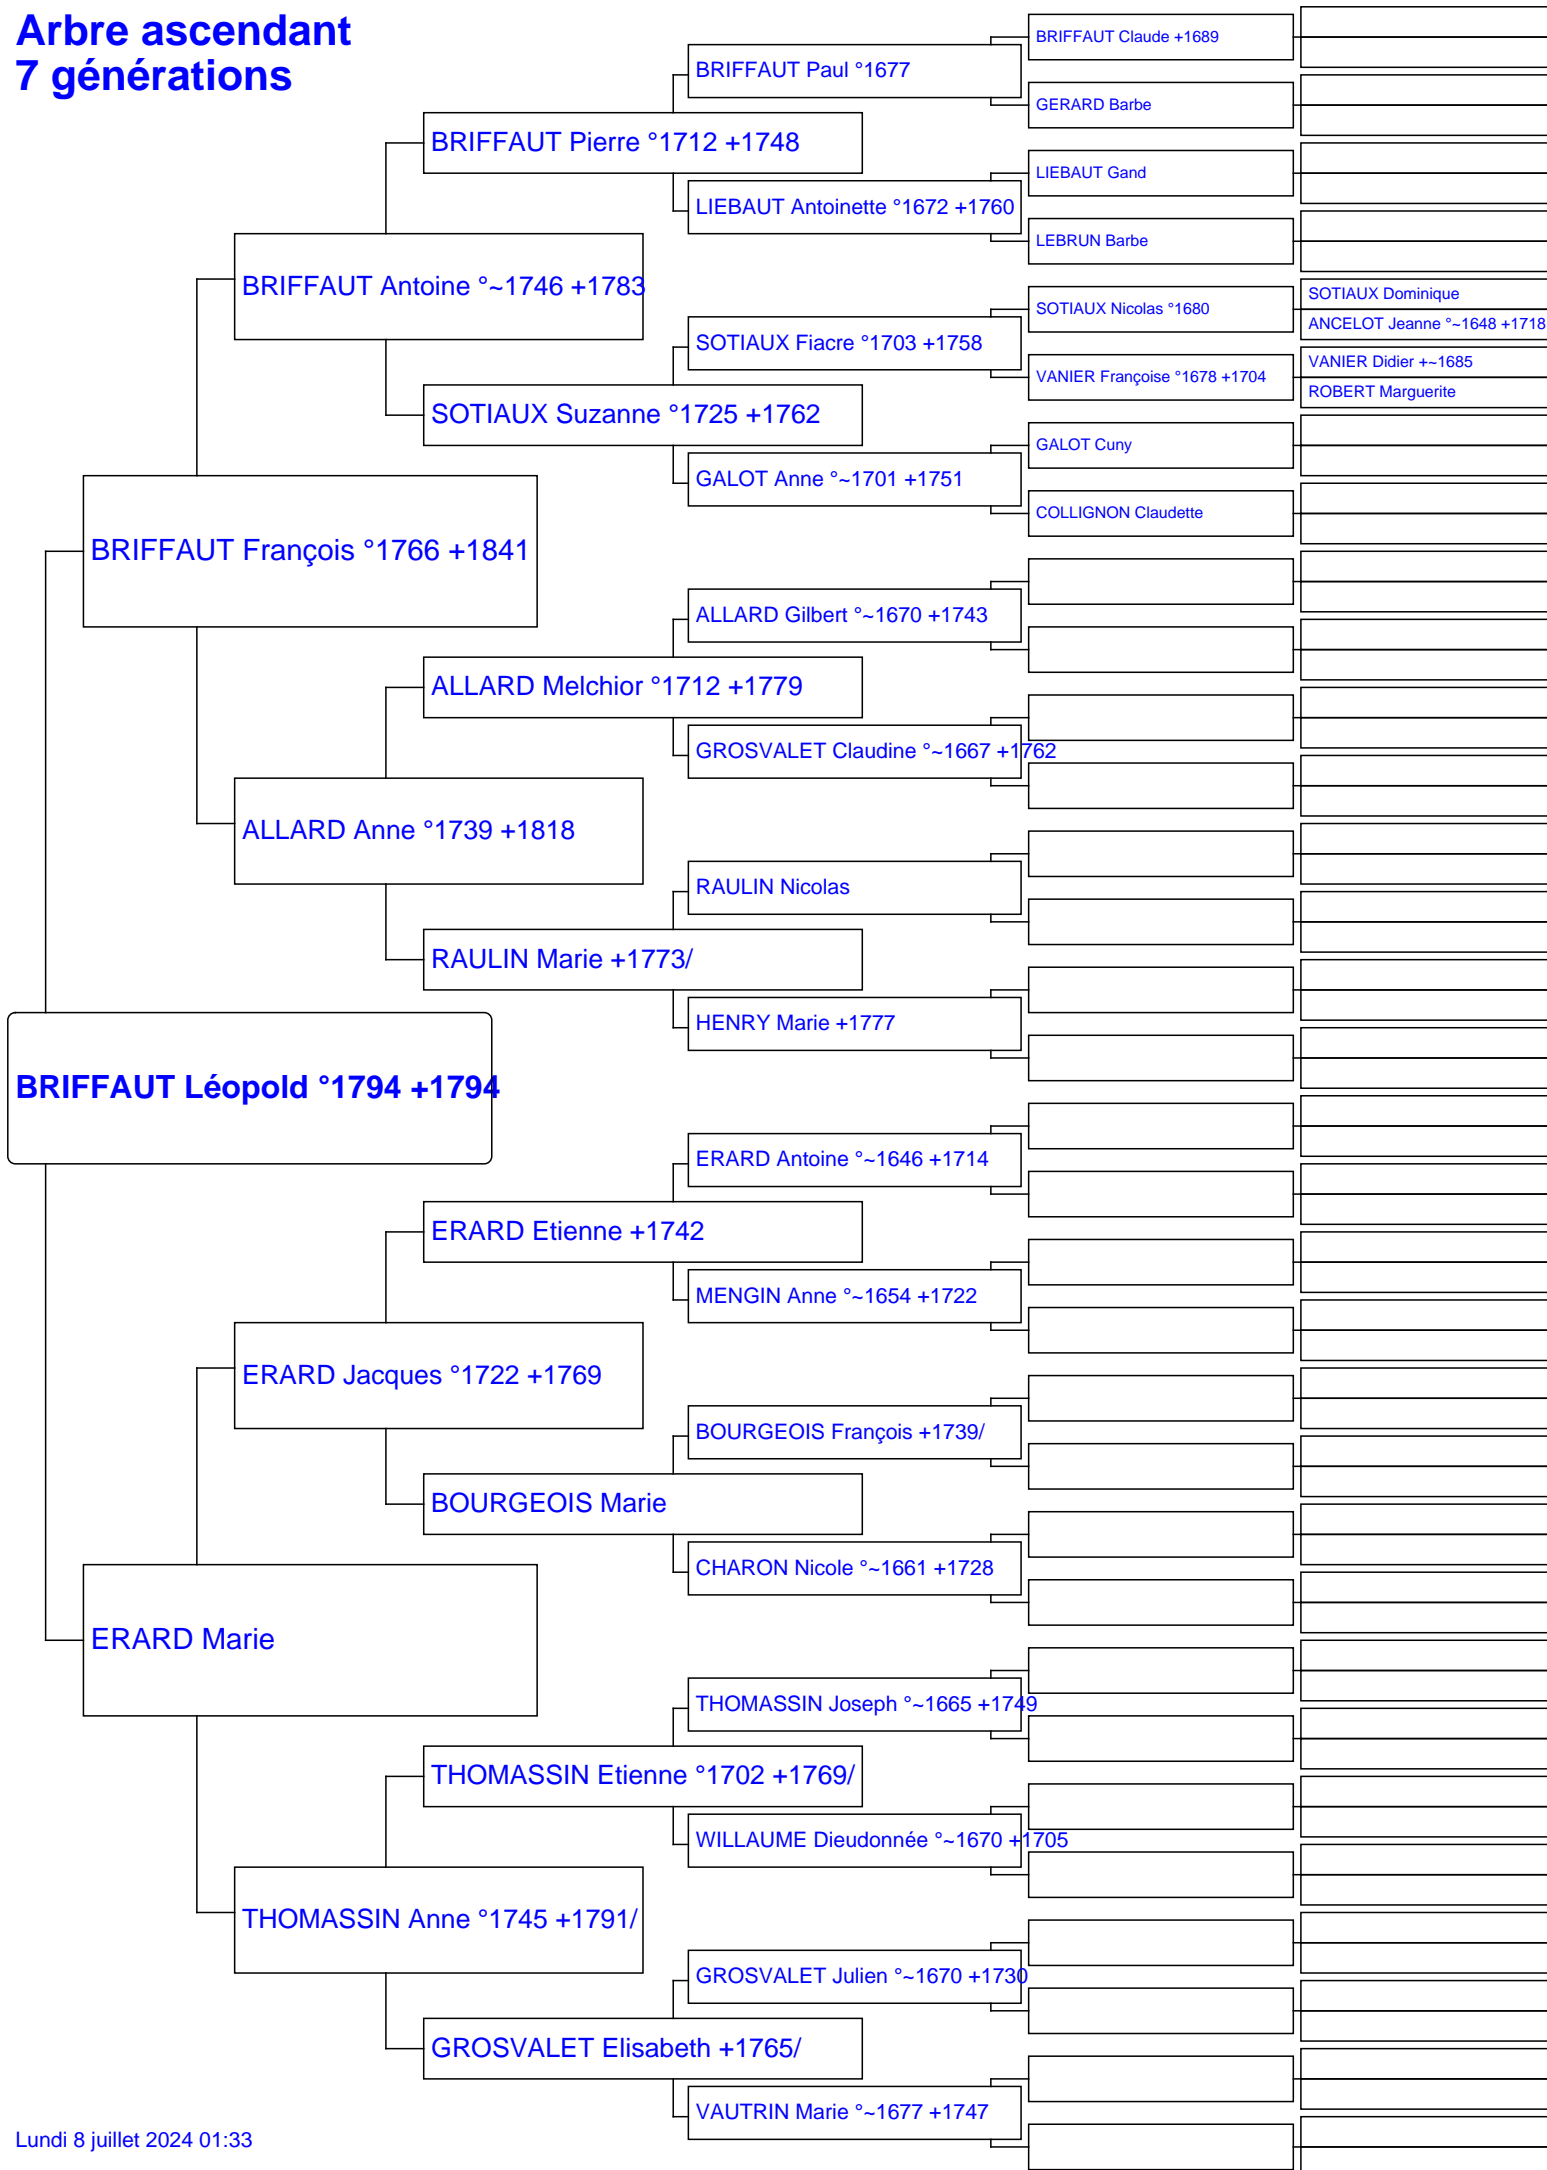 Arbre ascendant
7 générations
BRIFFAUT Claude +1689
BRIFFAUT Paul °1677
GERARD Barbe
BRIFFAUT Pierre °1712 +1748
LIEBAUT Gand
LIEBAUT Antoinette °1672 +1760
LEBRUN Barbe
BRIFFAUT Antoine °~1746 +1783
SOTIAUX Dominique
SOTIAUX Nicolas °1680
ANCELOT Jeanne °~1648 +1718
SOTIAUX Fiacre °1703 +1758
VANIER Didier +~1685
VANIER Françoise °1678 +1704
ROBERT Marguerite
SOTIAUX Suzanne °1725 +1762
GALOT Cuny
GALOT Anne °~1701 +1751
COLLIGNON Claudette
BRIFFAUT François °1766 +1841
ALLARD Gilbert °~1670 +1743
ALLARD Melchior °1712 +1779
GROSVALET Claudine °~1667 +1762
ALLARD Anne °1739 +1818
RAULIN Nicolas
RAULIN Marie +1773/
HENRY Marie +1777
BRIFFAUT Léopold °1794 +1794
ERARD Antoine °~1646 +1714
ERARD Etienne +1742
MENGIN Anne °~1654 +1722
ERARD Jacques °1722 +1769
BOURGEOIS François +1739/
BOURGEOIS Marie
CHARON Nicole °~1661 +1728
ERARD Marie
THOMASSIN Joseph °~1665 +1749
THOMASSIN Etienne °1702 +1769/
WILLAUME Dieudonnée °~1670 +1705
THOMASSIN Anne °1745 +1791/
GROSVALET Julien °~1670 +1730
GROSVALET Elisabeth +1765/
VAUTRIN Marie °~1677 +1747
Lundi 8 juillet 2024 01:33